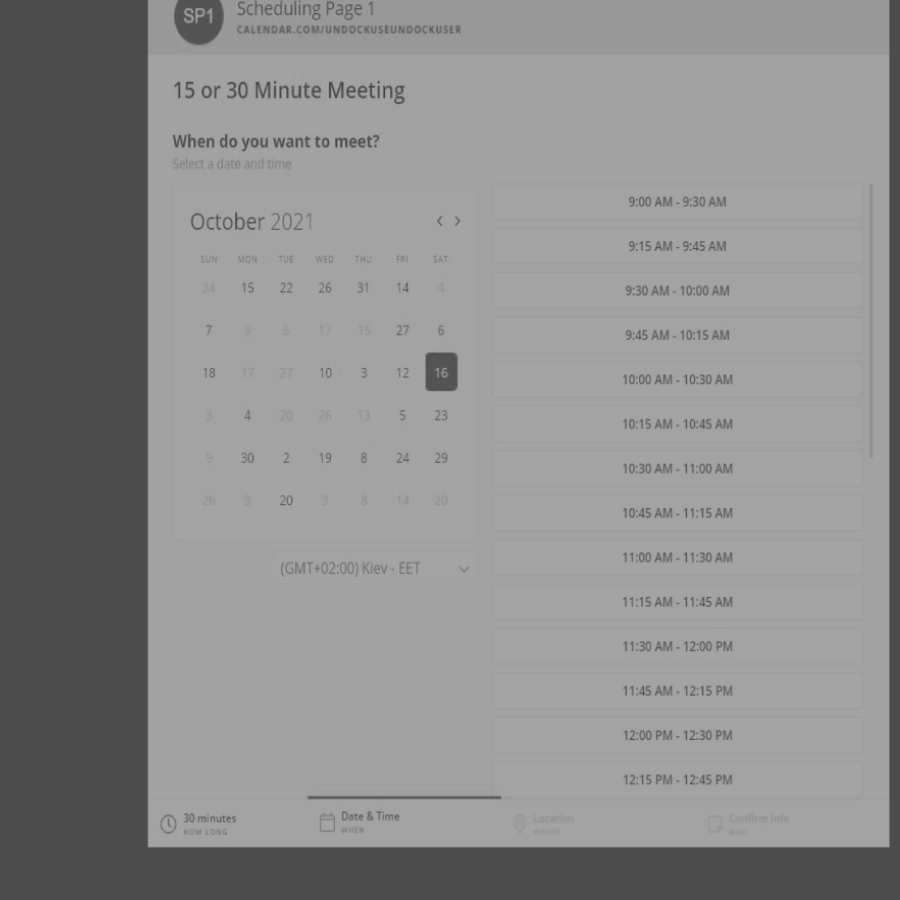 SP1
Scheduling Page 1
CALENDAR.COM/UNDOCKUSEUNDOCKUSER
15 or 30 Minute Meeting
When do you want to meet?
Select a date and time
October 2021
< >
SUN MON TUE WED THU FRI SAT
24 15 22 26 31 14 4
7 9 6 17 15 27 6
18 17 27 10 3 12 16
3 4 20 26 13 5 23
9 30 2 19 8 24 29
26 3 20 3 8 14 20
(GMT+02:00) Kiev - EET
9:00 AM - 9:30 AM
9:15 AM - 9:45 AM
9:30 AM - 10:00 AM
9:45 AM - 10:15 AM
10:00 AM - 10:30 AM
10:15 AM - 10:45 AM
10:30 AM - 11:00 AM
10:45 AM - 11:15 AM
11:00 AM - 11:30 AM
11:15 AM - 11:45 AM
11:30 AM - 12:00 PM
11:45 AM - 12:15 PM
12:00 PM - 12:30 PM
12:15 PM - 12:45 PM
30 minutes
HOW LONG
Date & Time
WHEN
Location
WHERE
Confirm Info
WHO